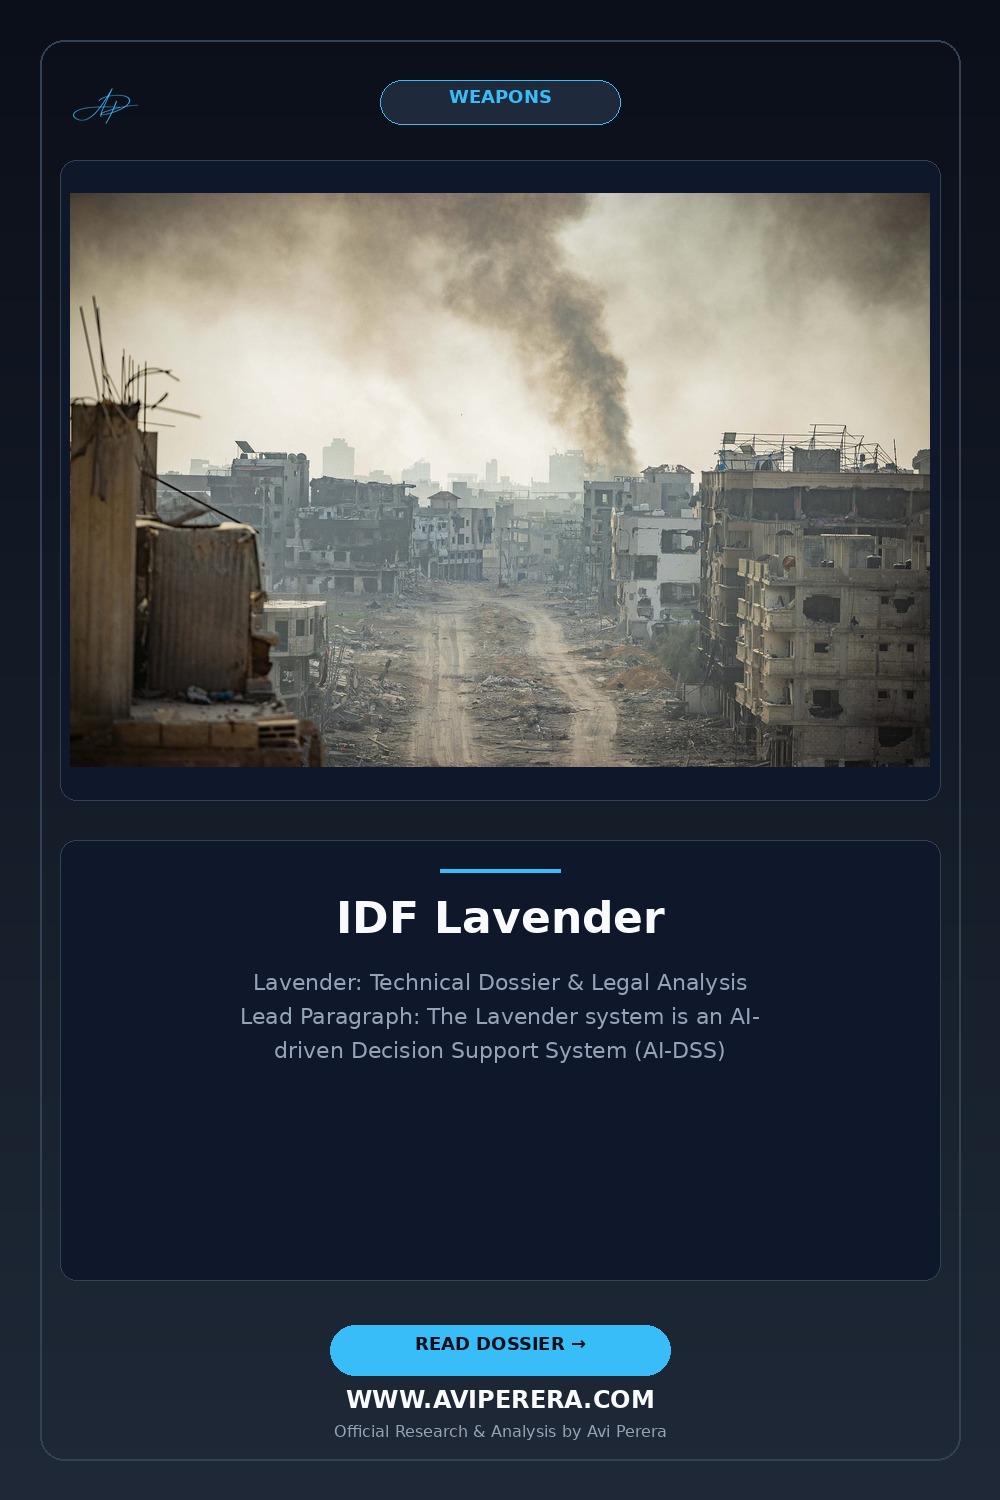 WEAPONS
IDF Lavender
Lavender: Technical Dossier & Legal Analysis
Lead Paragraph: The Lavender system is an AI-
driven Decision Support System (AI-DSS)
READ DOSSIER →
WWW.AVIPERERA.COM
Official Research & Analysis by Avi Perera